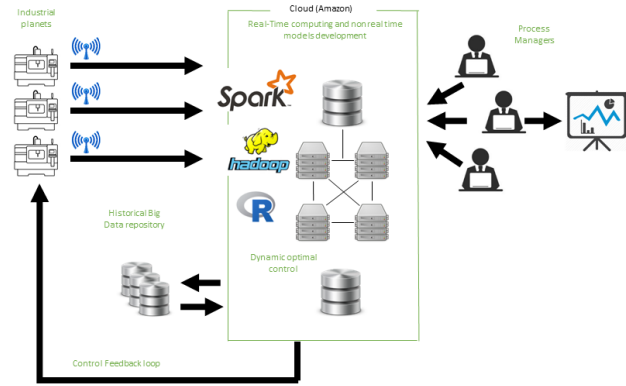 Industrial
planets
Cloud (Amazon)
Real-Time computing and non real time
models development
Process
Managers
Spark
hadoop
R
Historical Big
Data repository
Dynamic optimal
control
Control Feedback loop